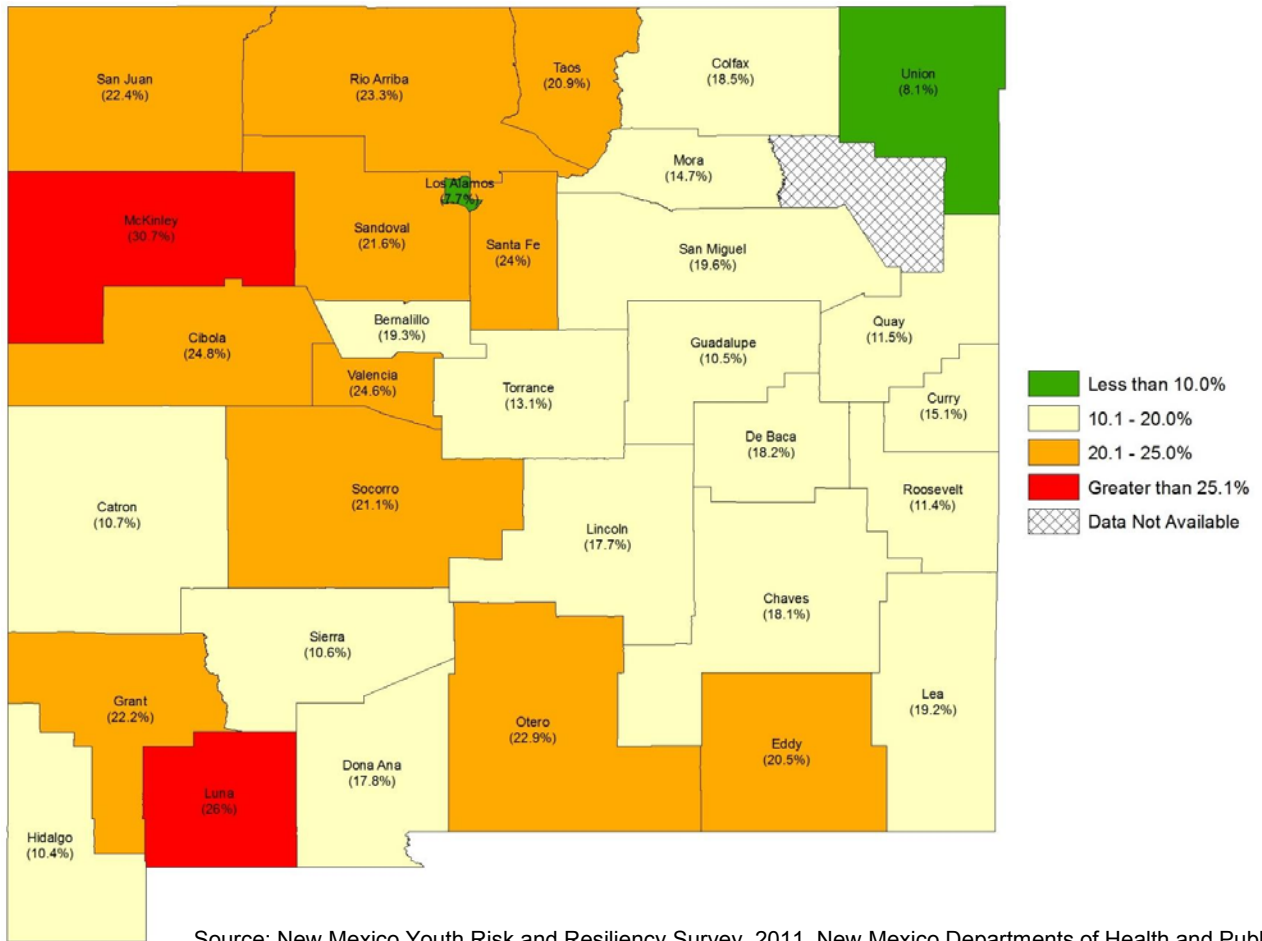 San Juan
(22.4%)
Rio Arriba
(23.3%)
Taos
(20.9%)
Colfax
(18.5%)
Union
(8.1%)
Mora
(14.7%)
Los Alamos
(7.7%)
McKinley
(30.7%)
Sandoval
(21.6%)
Santa Fe
(24%)
San Miguel
(19.6%)
Bernalillo
(19.3%)
Cibola
(24.8%)
Guadalupe
(10.5%)
Quay
(11.5%)
Valencia
(24.6%)
Torrance
(13.1%)
Curry
(15.1%)
De Baca
(18.2%)
Socorro
(21.1%)
Roosevelt
(11.4%)
Catron
(10.7%)
Lincoln
(17.7%)
Chaves
(18.1%)
Sierra
(10.6%)
Grant
(22.2%)
Lea
(19.2%)
Otero
(22.9%)
Eddy
(20.5%)
Dona Ana
(17.8%)
Luna
(26%)
Hidalgo
(10.4%)
Less than 10.0%
10.1 - 20.0%
20.1 - 25.0%
Greater than 25.1%
Data Not Available
Source: New Mexico Youth Risk and Resiliency Survey, 2011, New Mexico Departments of Health and Publ